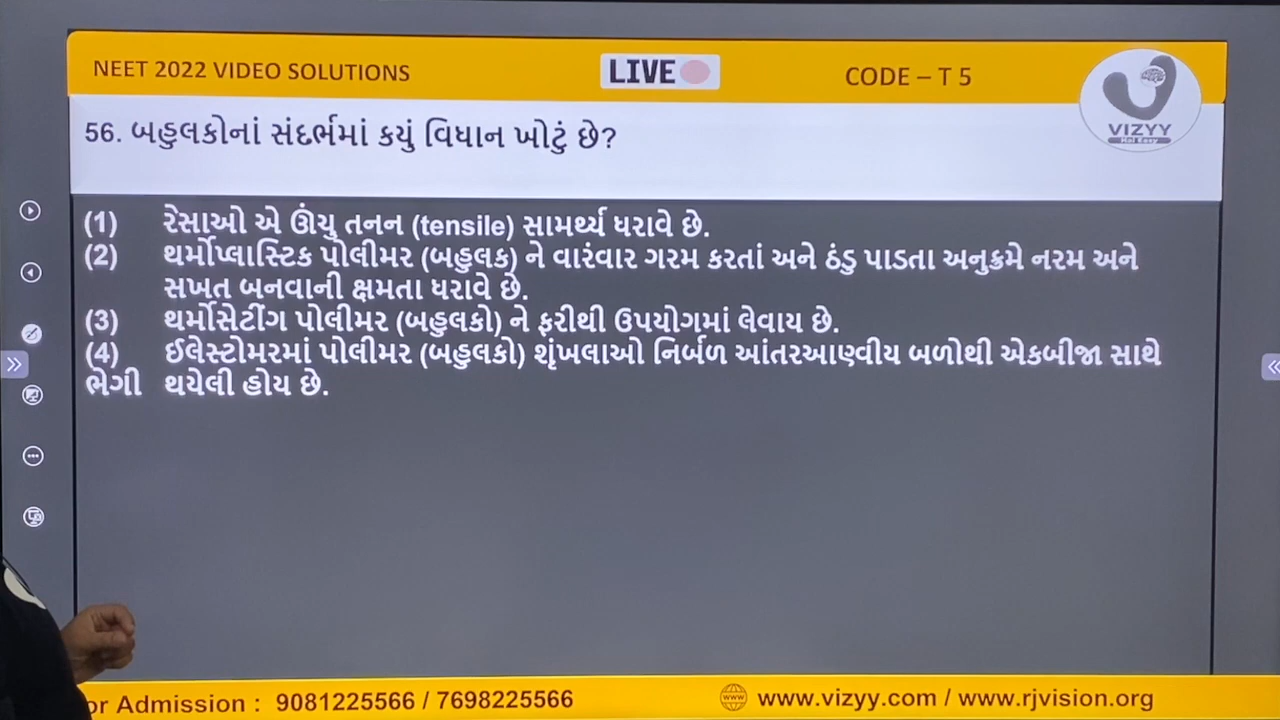 NEET 2022 VIDEO SOLUTIONS
LIVE
CODE – T 5
VIZYY
Hai Easy
56. બહુલકોનાં સંદર્ભમાં કયું વિધાન ખોટું છે?
(1) રેસાઓ એ ઊંચુ તનન (tensile) સામર્થ્ય ધરાવે છે.
(2) થર્મોપ્લાસ્ટિક પોલીમર (બહુલક) ને વારંવાર ગરમ કરતાં અને ઠંડુ પાડતા અનુક્રમે નરમ અને
સખત બનવાની ક્ષમતા ધરાવે છે.
(3) થર્મોસેટીંગ પોલીમર (બહુલકો) ને ફરીથી ઉપયોગમાં લેવાય છે.
(4) ઈલેસ્ટોમરમાં પોલીમર (બહુલકો) શૃંખલાઓ નિર્બળ આંતરઆણ્વીય બળોથી એકબીજા સાથે
ભેગી થયેલી હોય છે.
or Admission : 9081225566 / 7698225566
www.vizyy.com / www.rjvision.org